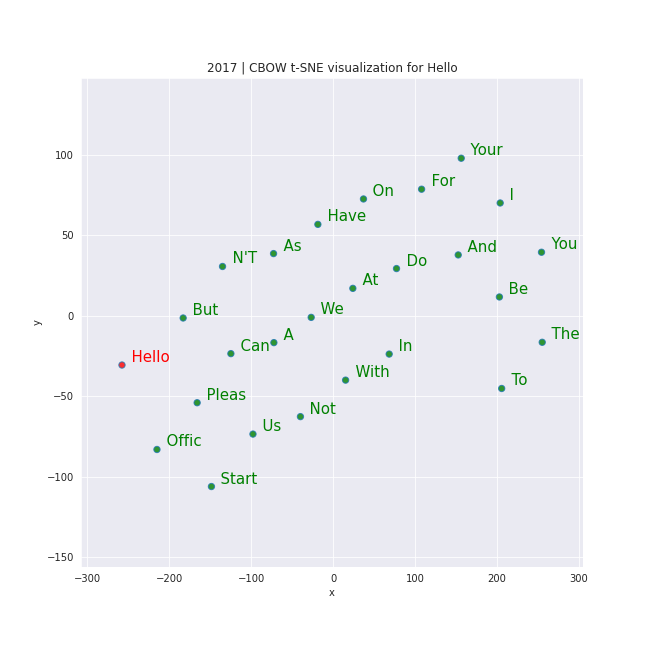 2017 | CBOW t-SNE visualization for Hello
100
50
0
−50
−100
−150
y
Your
For
On
I
Have
As
And
You
N'T
Do
At
Be
But
We
Can
A
In
The
Hello
With
To
Pleas
Not
Us
Offic
Start
−300
−200
−100
0
100
200
300
x